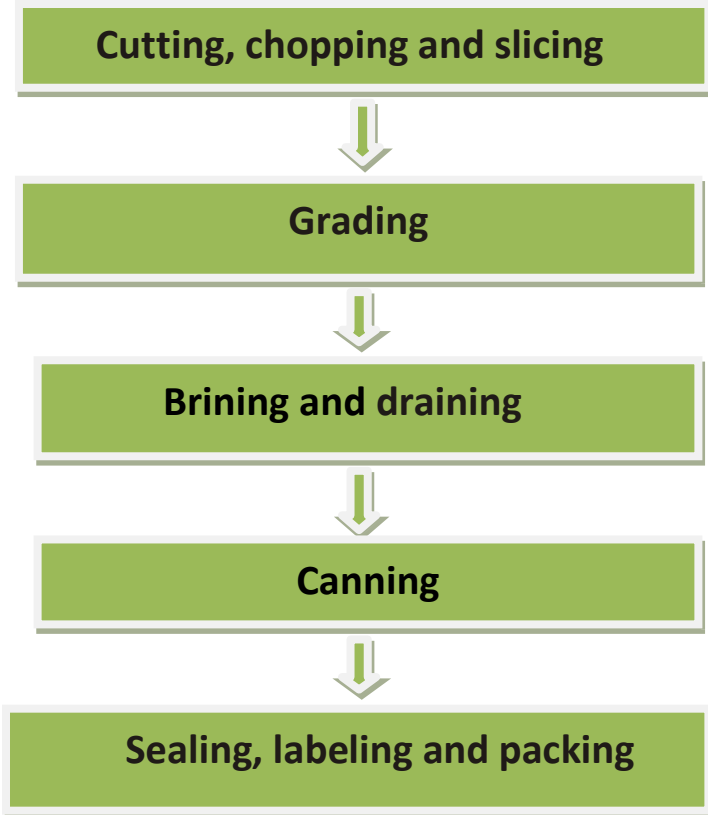 Cutting, chopping and slicing
Grading
Brining and draining
Canning
Sealing, labeling and packing